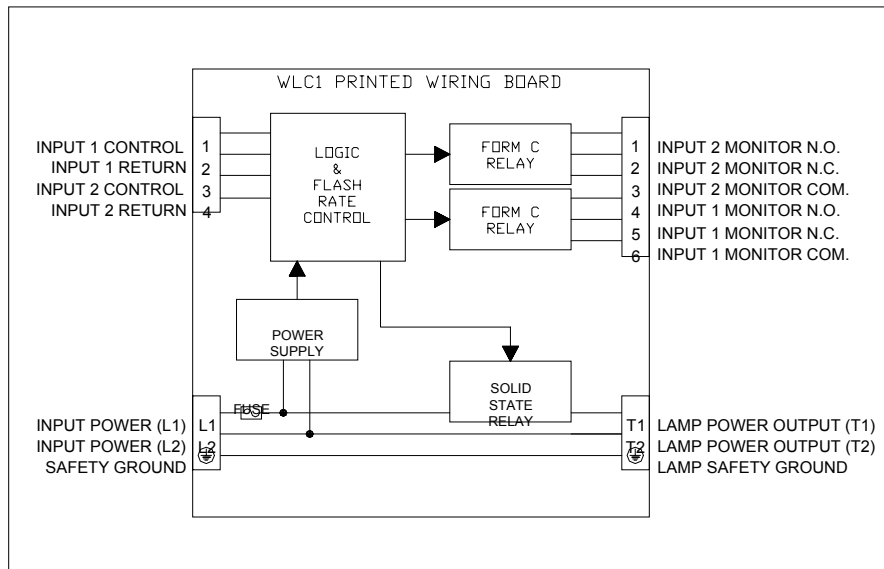 WLC1 PRINTED WIRING BOARD
INPUT 1 CONTROL
INPUT 1 RETURN
INPUT 2 CONTROL
INPUT 2 RETURN
1
2
3
4
LOGIC
&
FLASH
RATE
CONTROL
FORM C
RELAY
FORM C
RELAY
1
2
3
4
5
6
INPUT 2 MONITOR N.O.
INPUT 2 MONITOR N.C.
INPUT 2 MONITOR COM.
INPUT 1 MONITOR N.O.
INPUT 1 MONITOR N.C.
INPUT 1 MONITOR COM.
POWER
SUPPLY
SOLID
STATE
RELAY
FUSE
INPUT POWER (L1)
INPUT POWER (L2)
SAFETY GROUND
L1
L2
T1
T2
LAMP POWER OUTPUT (T1)
LAMP POWER OUTPUT (T2)
LAMP SAFETY GROUND